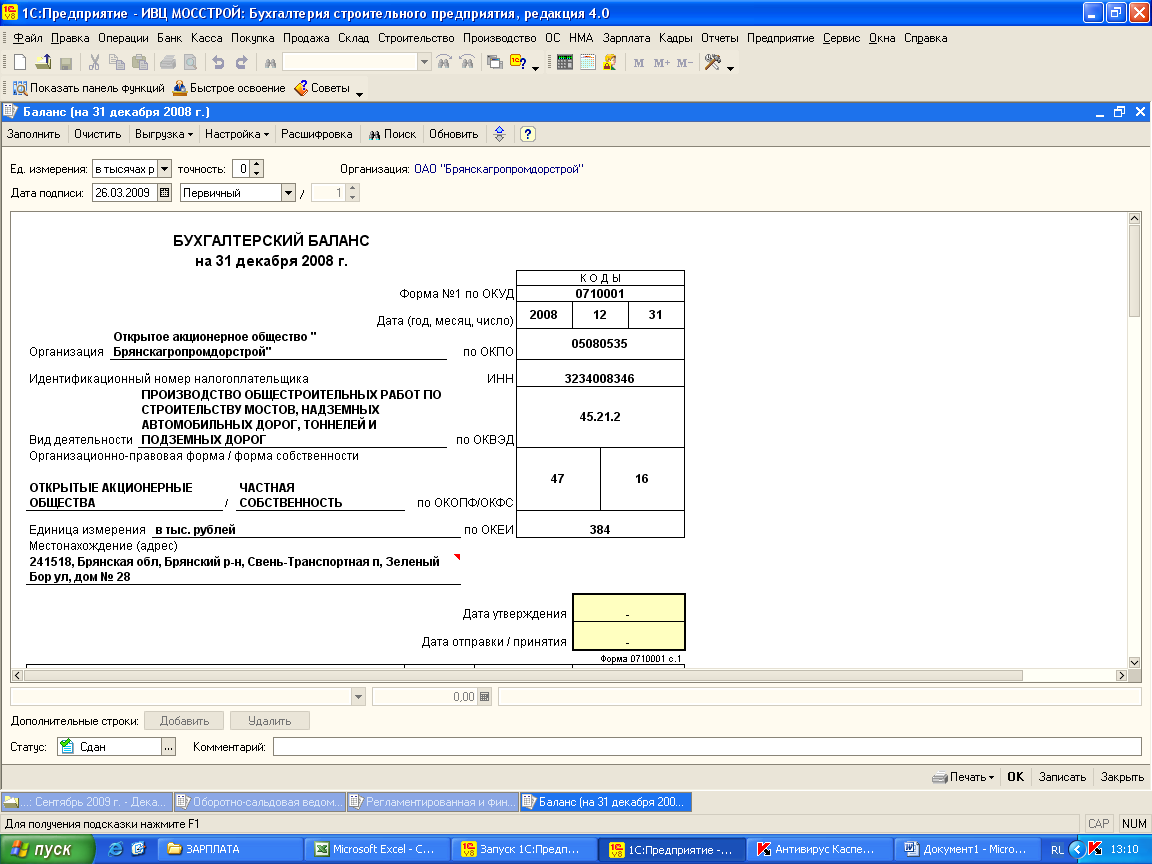 1С:Предприятие - ИВЦ МОССТРОЙ: Бухгалтерия строительного предприятия, редакция 4.0
Файл Правка Операции Банк Касса Покупка Продажа Склад Строительство Производство ОС НМА Зарплата Кадры Отчеты Предприятие Сервис Окна Справка
M M+ M-
Показать панель функций Быстрое освоение Советы
Баланс (на 31 декабря 2008 г.)
Заполнить Очистить Выгрузка Настройка Расшифровка Поиск Обновить ?
Ед. измерения: в тысячах р точность: 0 Организация: ОАО "Брянскагропромдорстрой"
Дата подписи: 26.03.2009 Первичный / 1
БУХГАЛТЕРСКИЙ БАЛАНС
на 31 декабря 2008 г.
К О Д Ы
Форма №1 по ОКУД 0710001
Дата (год, месяц, число) 2008 12 31
Открытое акционерное общество "
Организация Брянскагропромдорстрой" по ОКПО 05080535
Идентификационный номер налогоплательщика ИНН 3234008346
ПРОИЗВОДСТВО ОБЩЕСТРОИТЕЛЬНЫХ РАБОТ ПО
СТРОИТЕЛЬСТВУ МОСТОВ, НАДЗЕМНЫХ
АВТОМОБИЛЬНЫХ ДОРОГ, ТОННЕЛЕЙ И
Вид деятельности ПОДЗЕМНЫХ ДОРОГ по ОКВЭД 45.21.2
Организационно-правовая форма / форма собственности
ОТКРЫТЫЕ АКЦИОНЕРНЫЕ ЧАСТНАЯ 47 16
ОБЩЕСТВА / СОБСТВЕННОСТЬ по ОКОПФ/ОКФС
Единица измерения в тыс. рублей по ОКЕИ 384
Местонахождение (адрес)
241518, Брянская обл, Брянский р-н, Свень-Транспортная п, Зеленый
Бор ул, дом № 28
Дата утверждения -
Дата отправки / принятия -
Форма 0710001 с.1
0,00
Дополнительные строки: Добавить Удалить
Статус: Сдан ... Комментарий:
Печать OK Записать Закрыть
...: Сентябрь 2009 г. - Дека... Оборотно-сальдовая ведом... Регламентированная и фин... Баланс (на 31 декабря 200...
Для получения подсказки нажмите F1 CAP NUM
пуск ЗАРПЛАТА Microsoft Excel - С... Запуск 1С:Предп... 1С:Предприятие -... Антивирус Каспе... Документ1 - Micro... RL 13:10